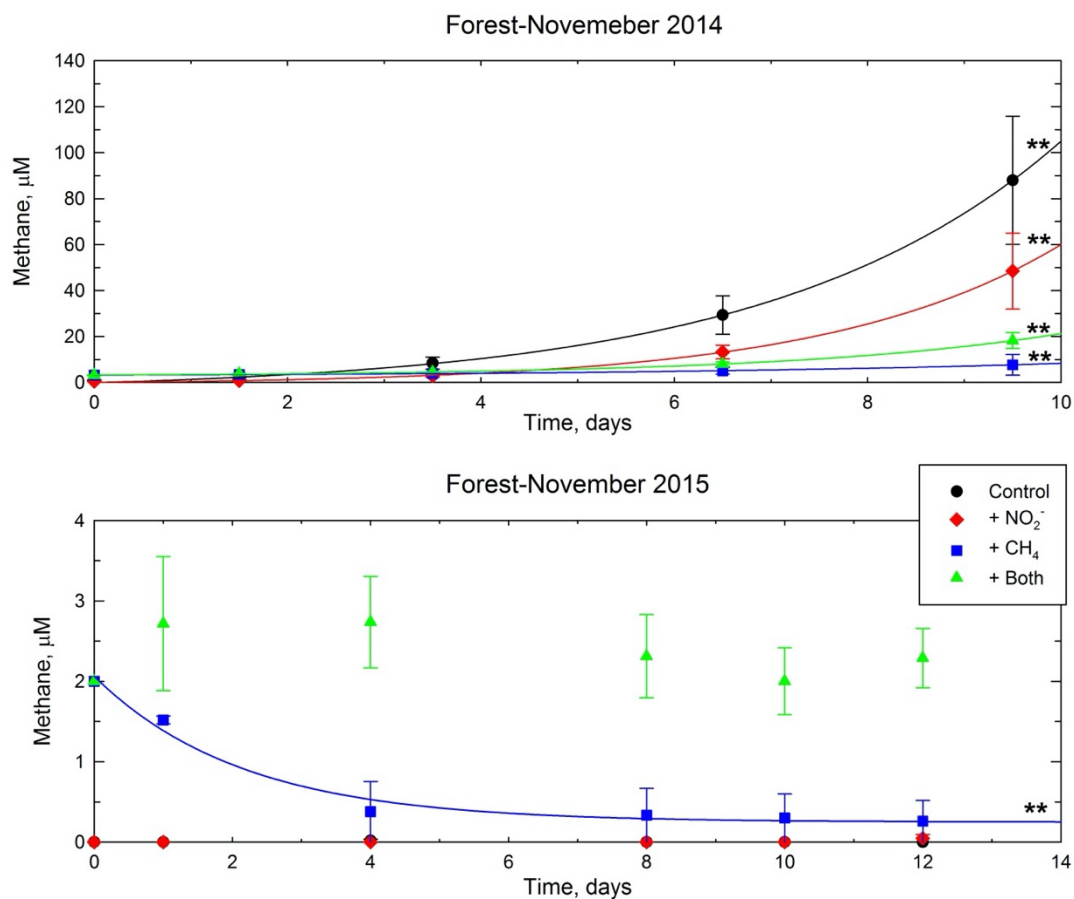 Forest-Novemeber 2014
140
120
100
80
60
40
20
0
Methane, μM
**
**
**
**
0 2 4 6 8 10
Time, days
Forest-November 2015
Control
+ NO₂⁻
+ CH₄
+ Both
4
3
2
1
0
Methane, μM
**
0 2 4 6 8 10 12 14
Time, days